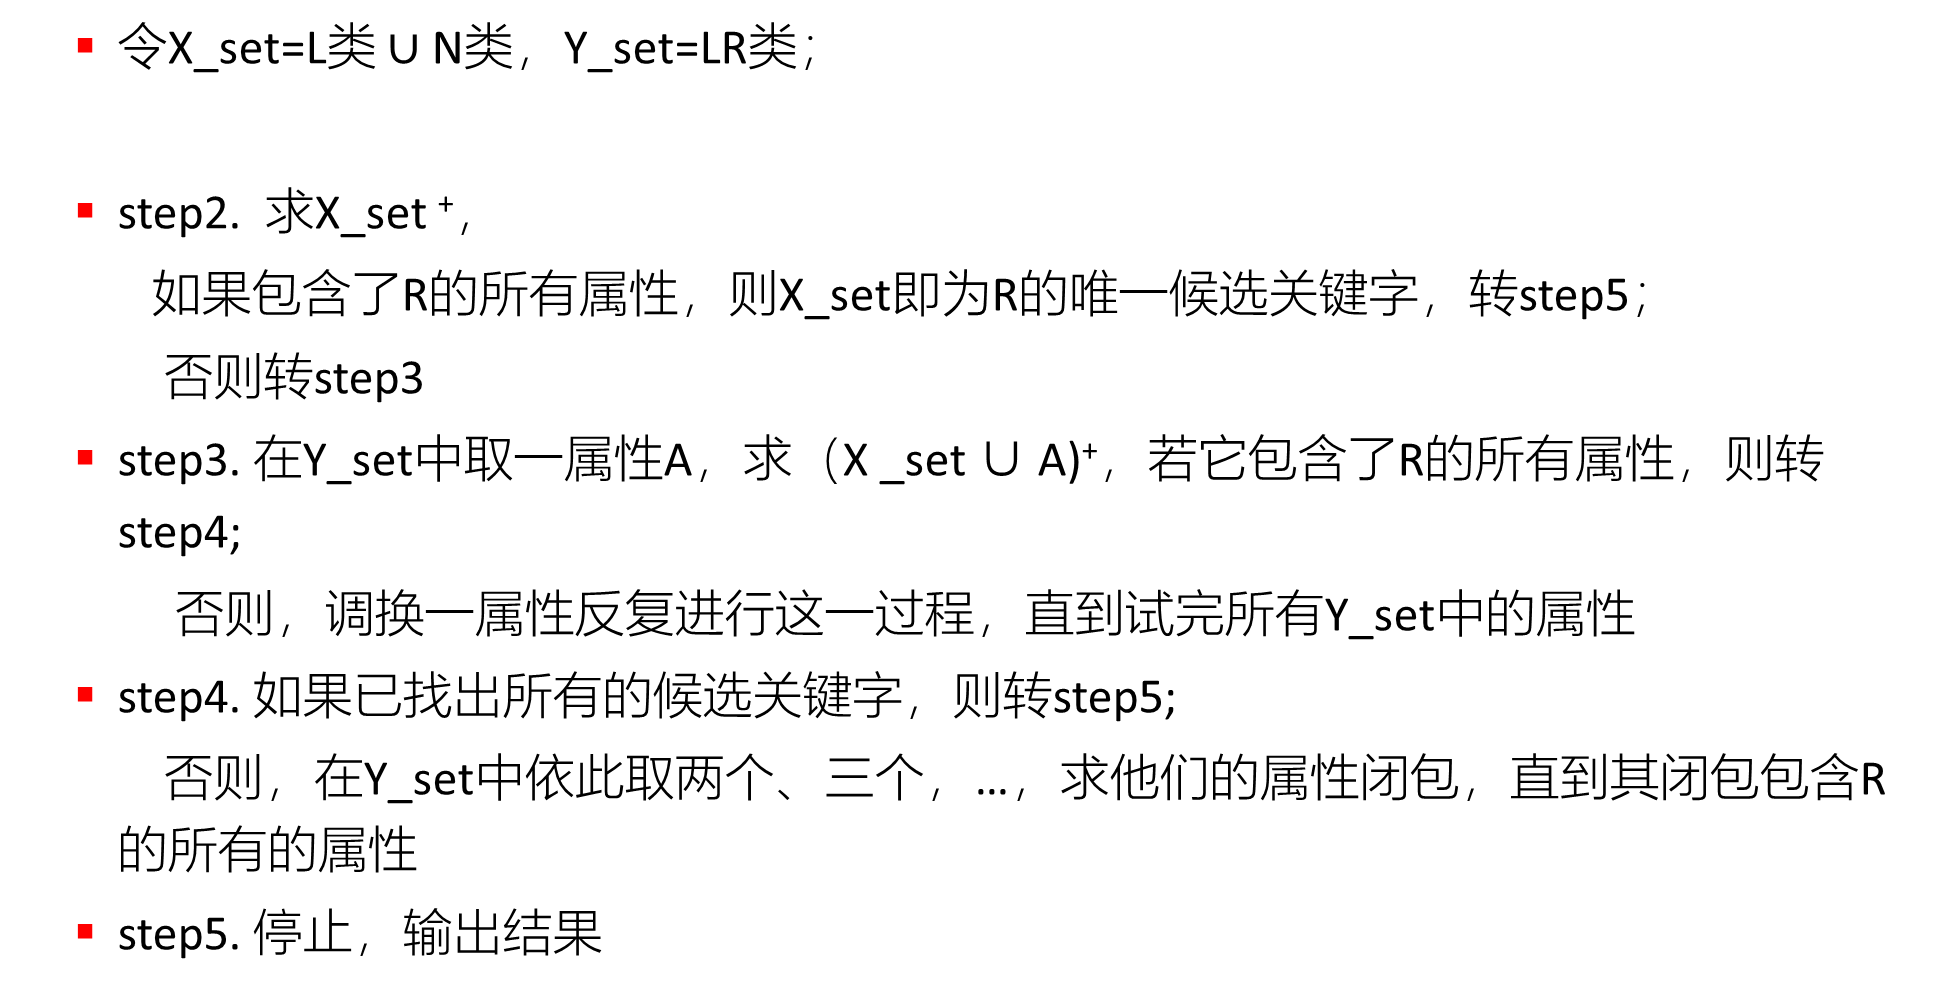 ▪ 令X_set=L类 ∪ N类，Y_set=LR类；
▪ step2. 求X_set ⁺，
如果包含了R的所有属性，则X_set即为R的唯一候选关键字，转step5；
否则转step3
▪ step3. 在Y_set中取一属性A，求（X _set ∪ A)⁺，若它包含了R的所有属性，则转
step4;
否则，调换一属性反复进行这一过程，直到试完所有Y_set中的属性
▪ step4. 如果已找出所有的候选关键字，则转step5;
否则，在Y_set中依此取两个、三个，…，求他们的属性闭包，直到其闭包包含R
的所有的属性
▪ step5. 停止，输出结果